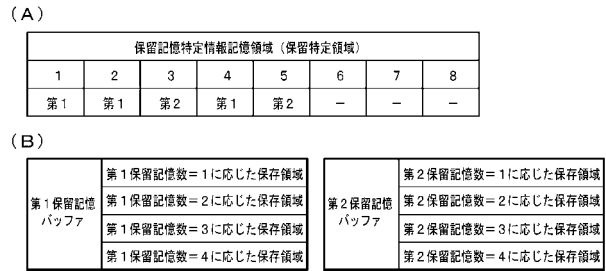 (A)
保留記憶特定情報記憶領域(保留特定領域)
1 2 3 4 5 6 7 8
第1 第1 第2 第1 第2 － － －
(B)
第1保留記憶バッファ
第1保留記憶数＝1に応じた保存領域
第1保留記憶数＝2に応じた保存領域
第1保留記憶数＝3に応じた保存領域
第1保留記憶数＝4に応じた保存領域
第2保留記憶バッファ
第2保留記憶数＝1に応じた保存領域
第2保留記憶数＝2に応じた保存領域
第2保留記憶数＝3に応じた保存領域
第2保留記憶数＝4に応じた保存領域